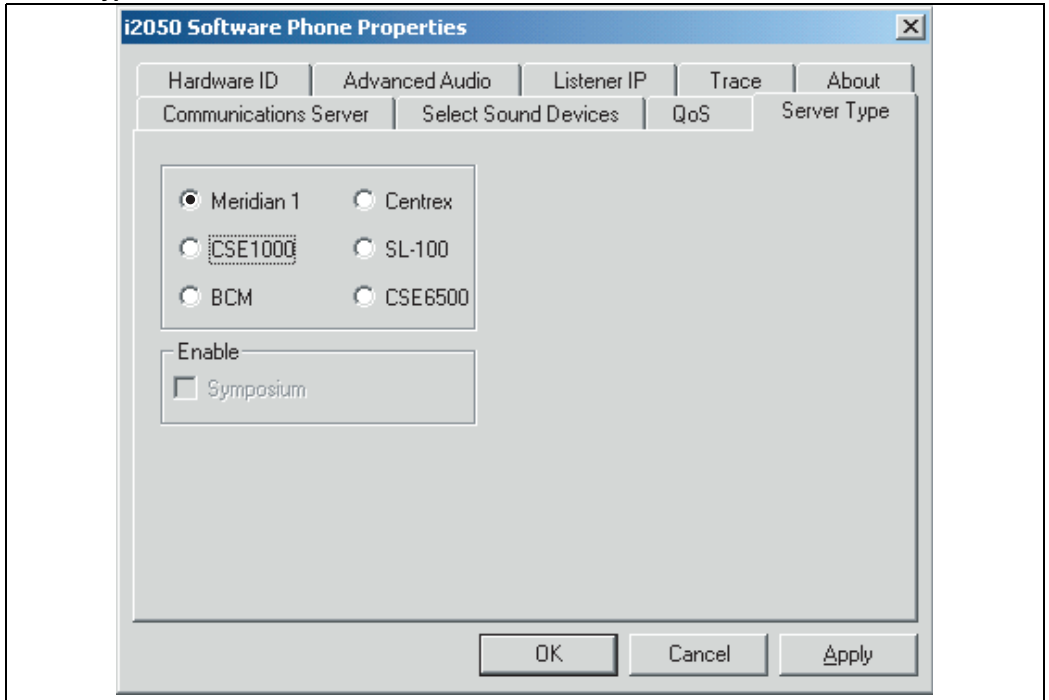 i2050 Software Phone Properties
Hardware ID Advanced Audio Listener IP Trace About
Communications Server Select Sound Devices QoS Server Type
Meridian 1 Centrex
CSE1000 SL-100
BCM CSE6500
Enable
Symposium
OK Cancel Apply